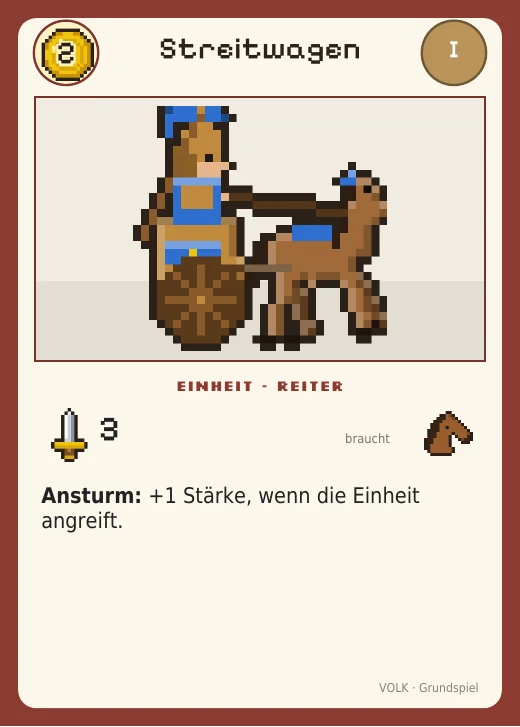 2 Streitwagen I
EINHEIT - REITER
3 braucht
Ansturm: +1 Stärke, wenn die Einheit
angreift.
VOLK · Grundspiel